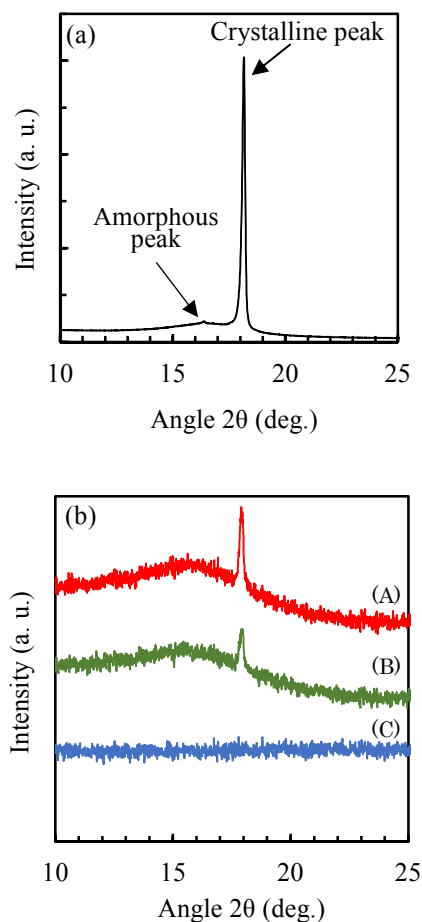 (a)
Crystalline peak
Amorphous
peak
Intensity (a. u.)
10 15 20 25
Angle 2θ (deg.)
(b)
(A)
(B)
(C)
Intensity (a. u.)
10 15 20 25
Angle 2θ (deg.)